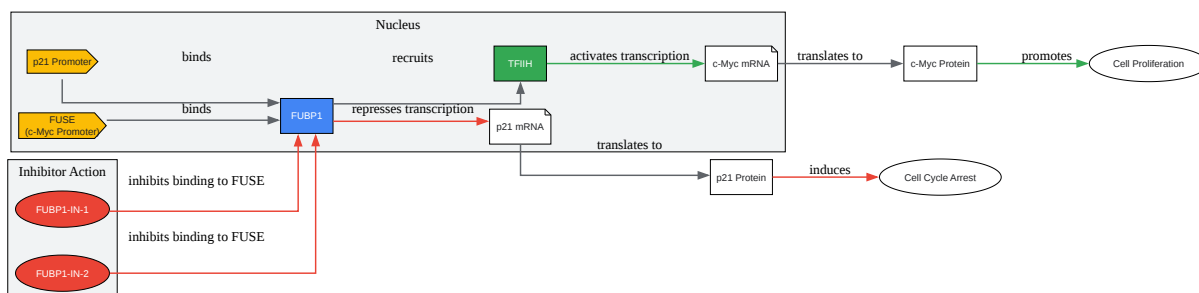 Nucleus
p21 Promoter
binds
recruits
TFIIH
activates transcription
c-Myc mRNA
translates to
c-Myc Protein
promotes
Cell Proliferation
FUSE
(c-Myc Promoter)
binds
FUBP1
represses transcription
p21 mRNA
translates to
p21 Protein
induces
Cell Cycle Arrest
Inhibitor Action
FUBP1-IN-1
inhibits binding to FUSE
FUBP1-IN-2
inhibits binding to FUSE